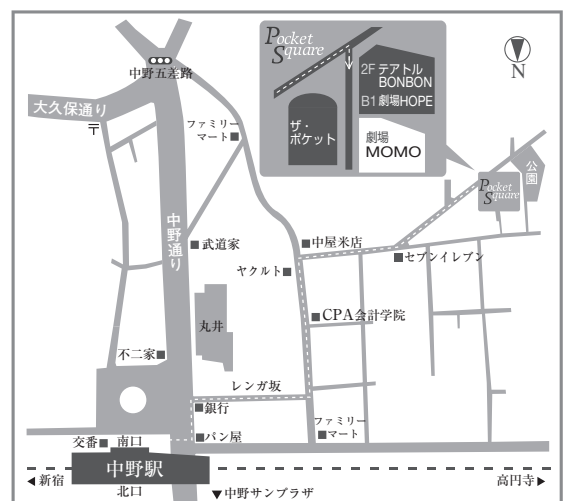 Pocket
Square
2F テアトル
BONBON
B1 劇場HOPE
ザ・
ポケット
劇場
MOMO
N
中野五差路
大久保通り
〒
ファミリー
マート■
公園
Pocket
Square
中野通り
■武道家
■中屋米店
■セブンイレブン
ヤクルト■
丸井
■CPA会計学院
不二家■
レンガ坂
■銀行
ファミリー
■マート
交番■
南口
■パン屋
中野駅
◀新宿
高円寺▶
北口
▼中野サンプラザ